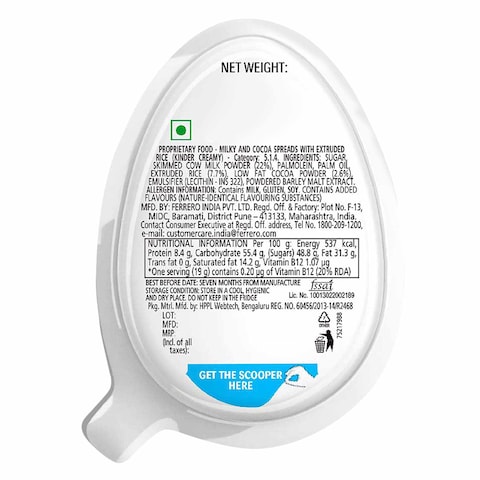 NET WEIGHT:
PROPRIETARY FOOD - MILKY AND COCOA SPREADS WITH EXTRUDED
RICE (KINDER CREAMY) - Category: 5.1.4. INGREDIENTS: SUGAR,
SKIMMED COW MILK POWDER (22%), PALMOLEIN, PALM OIL,
EXTRUDED RICE (7.7%), LOW FAT COCOA POWDER (2.6%),
EMULSIFIER (LECITHIN - INS 322), POWDERED BARLEY MALT EXTRACT.
ALLERGEN INFORMATION: Contains MILK, GLUTEN, SOY. CONTAINS ADDED
FLAVOURS (NATURE-IDENTICAL FLAVOURING SUBSTANCES)
MFD. BY: FERRERO INDIA PVT. LTD. Regd. Off. & Factory: Plot No. F-13,
MIDC, Baramati, District Pune – 413133, Maharashtra, India.
Contact Consumer Executive at Regd. Office, Tel No. 1800-209-1200,
e-mail: customercare.india@ferrero.com
NUTRITIONAL INFORMATION Per 100 g: Energy 537 kcal,
Protein 8.4 g, Carbohydrate 55.4 g, (Sugars) 48.8 g, Fat 31.3 g,
Trans fat 0 g, Saturated fat 14.2 g, Vitamin B12 1.07 µg
*One serving (19 g) contains 0.20 µg of Vitamin B12 (20% RDA)
BEST BEFORE DATE: SEVEN MONTHS FROM MANUFACTURE
STORAGE CONDITION: STORE IN A COOL, HYGIENIC
AND DRY PLACE. DO NOT KEEP IN THE FRIDGE
fssai
Lic. No. 10013022002189
Pkg. Mtrl. Mfd. by: HPPL Webtech, Bengaluru REG NO. 60456/2013-14/R2468
LOT:
MFD:
MRP
(Incl. of all
taxes):
75217988
GET THE SCOOPER
HERE